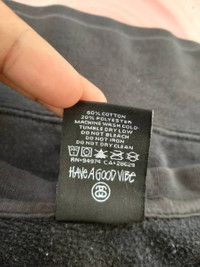 80% COTTON
20% POLYESTER
MACHINE WASH COLD
TUMBLE DRY LOW
DO NOT BLEACH
DO NOT IRON
DO NOT DRY CLEAN
RN#94974 CA#28629
HAVE A GOOD VIBE